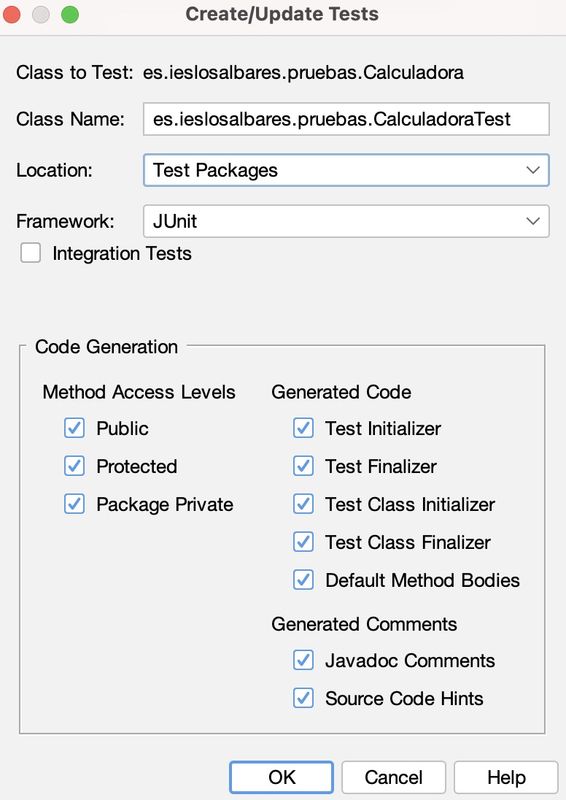 Create/Update Tests
Class to Test: es.ieslosalbares.pruebas.Calculadora
Class Name: es.ieslosalbares.pruebas.CalculadoraTest
Location: Test Packages
Framework: JUnit
Integration Tests
Code Generation
Method Access Levels
Public
Protected
Package Private
Generated Code
Test Initializer
Test Finalizer
Test Class Initializer
Test Class Finalizer
Default Method Bodies
Generated Comments
Javadoc Comments
Source Code Hints
OK Cancel Help